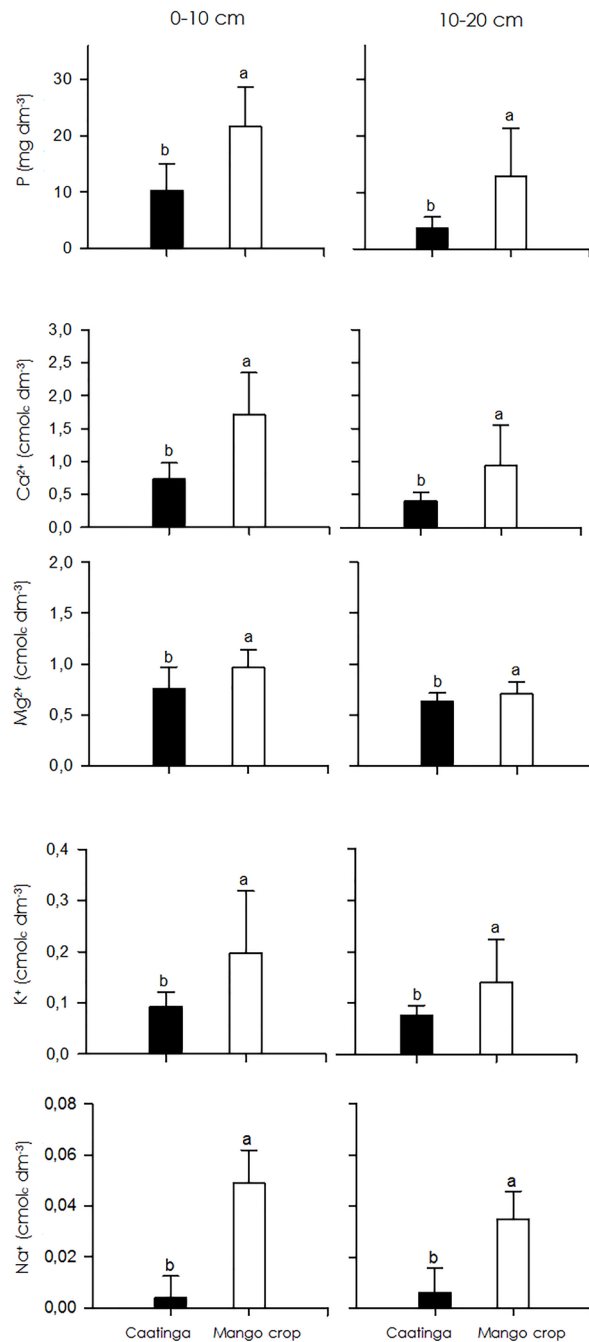 0-10 cm
10-20 cm
P (mg dm⁻³)
30
20
10
0
b
a
b
a
Ca²⁺ (cmolc dm⁻³)
3,0
2,5
2,0
1,5
1,0
0,5
0,0
b
a
b
a
Mg²⁺ (cmolc dm⁻³)
2,0
1,5
1,0
0,5
0,0
b
a
b
a
K⁺ (cmolc dm⁻³)
0,4
0,3
0,2
0,1
0,0
b
a
b
a
Na⁺ (cmolc dm⁻³)
0,08
0,06
0,04
0,02
0,00
b
a
b
a
Caatinga Mango crop
Caatinga Mango crop